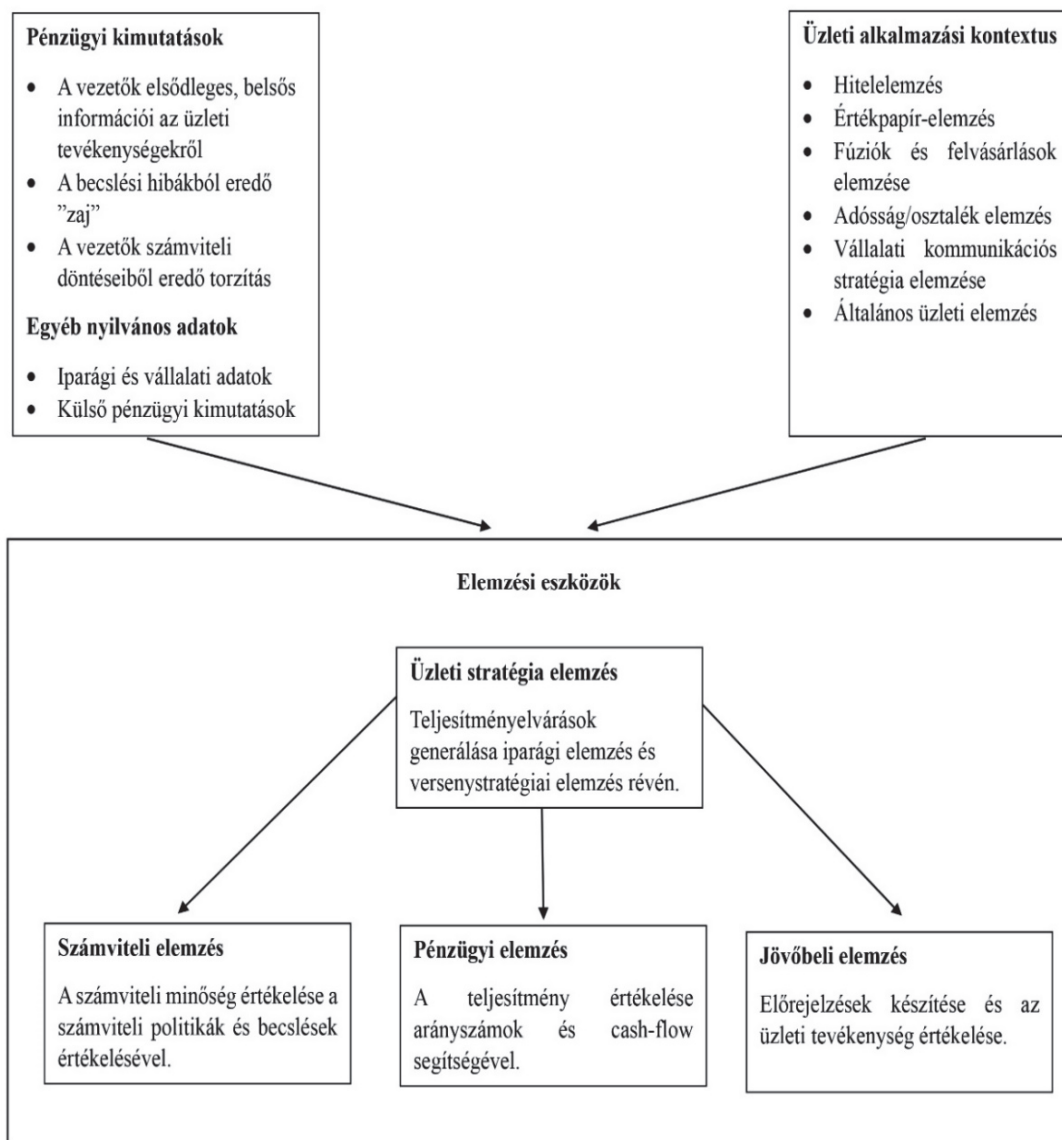 Pénzügyi kimutatások
• A vezetők elsődleges, belsős
információi az üzleti
tevékenységekről
• A becslési hibákból eredő
”zaj”
• A vezetők számviteli
döntéseiből eredő torzítás
Egyéb nyilvános adatok
• Iparági és vállalati adatok
• Külső pénzügyi kimutatások
Üzleti alkalmazási kontextus
• Hitelelemzés
• Értékpapír-elemzés
• Fúziók és felvásárlások
elemzése
• Adósság/osztalék elemzés
• Vállalati kommunikációs
stratégia elemzése
• Általános üzleti elemzés
Elemzési eszközök
Üzleti stratégia elemzés
Teljesítményelvárások
generálása iparági elemzés és
versenystratégiai elemzés révén.
Számviteli elemzés
A számviteli minőség értékelése a
számviteli politikák és becslések
értékelésével.
Pénzügyi elemzés
A teljesítmény értékelése
arányszámok és cash-flow
segítségével.
Jövőbeli elemzés
Előrejelzések készítése és az
üzleti tevékenység értékelése.